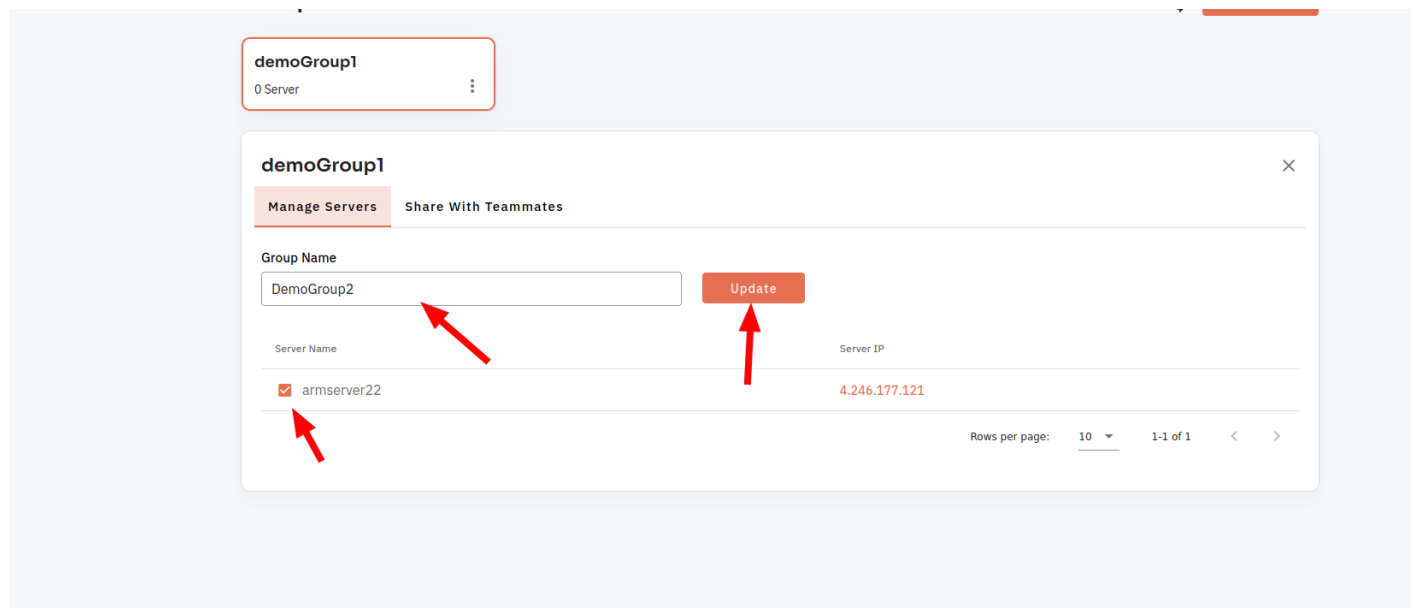 demoGroup1
0 Server
demoGroup1
Manage Servers Share With Teammates
Group Name
DemoGroup2 Update
Server Name Server IP
armserver22 4.246.177.121
Rows per page: 10 1-1 of 1